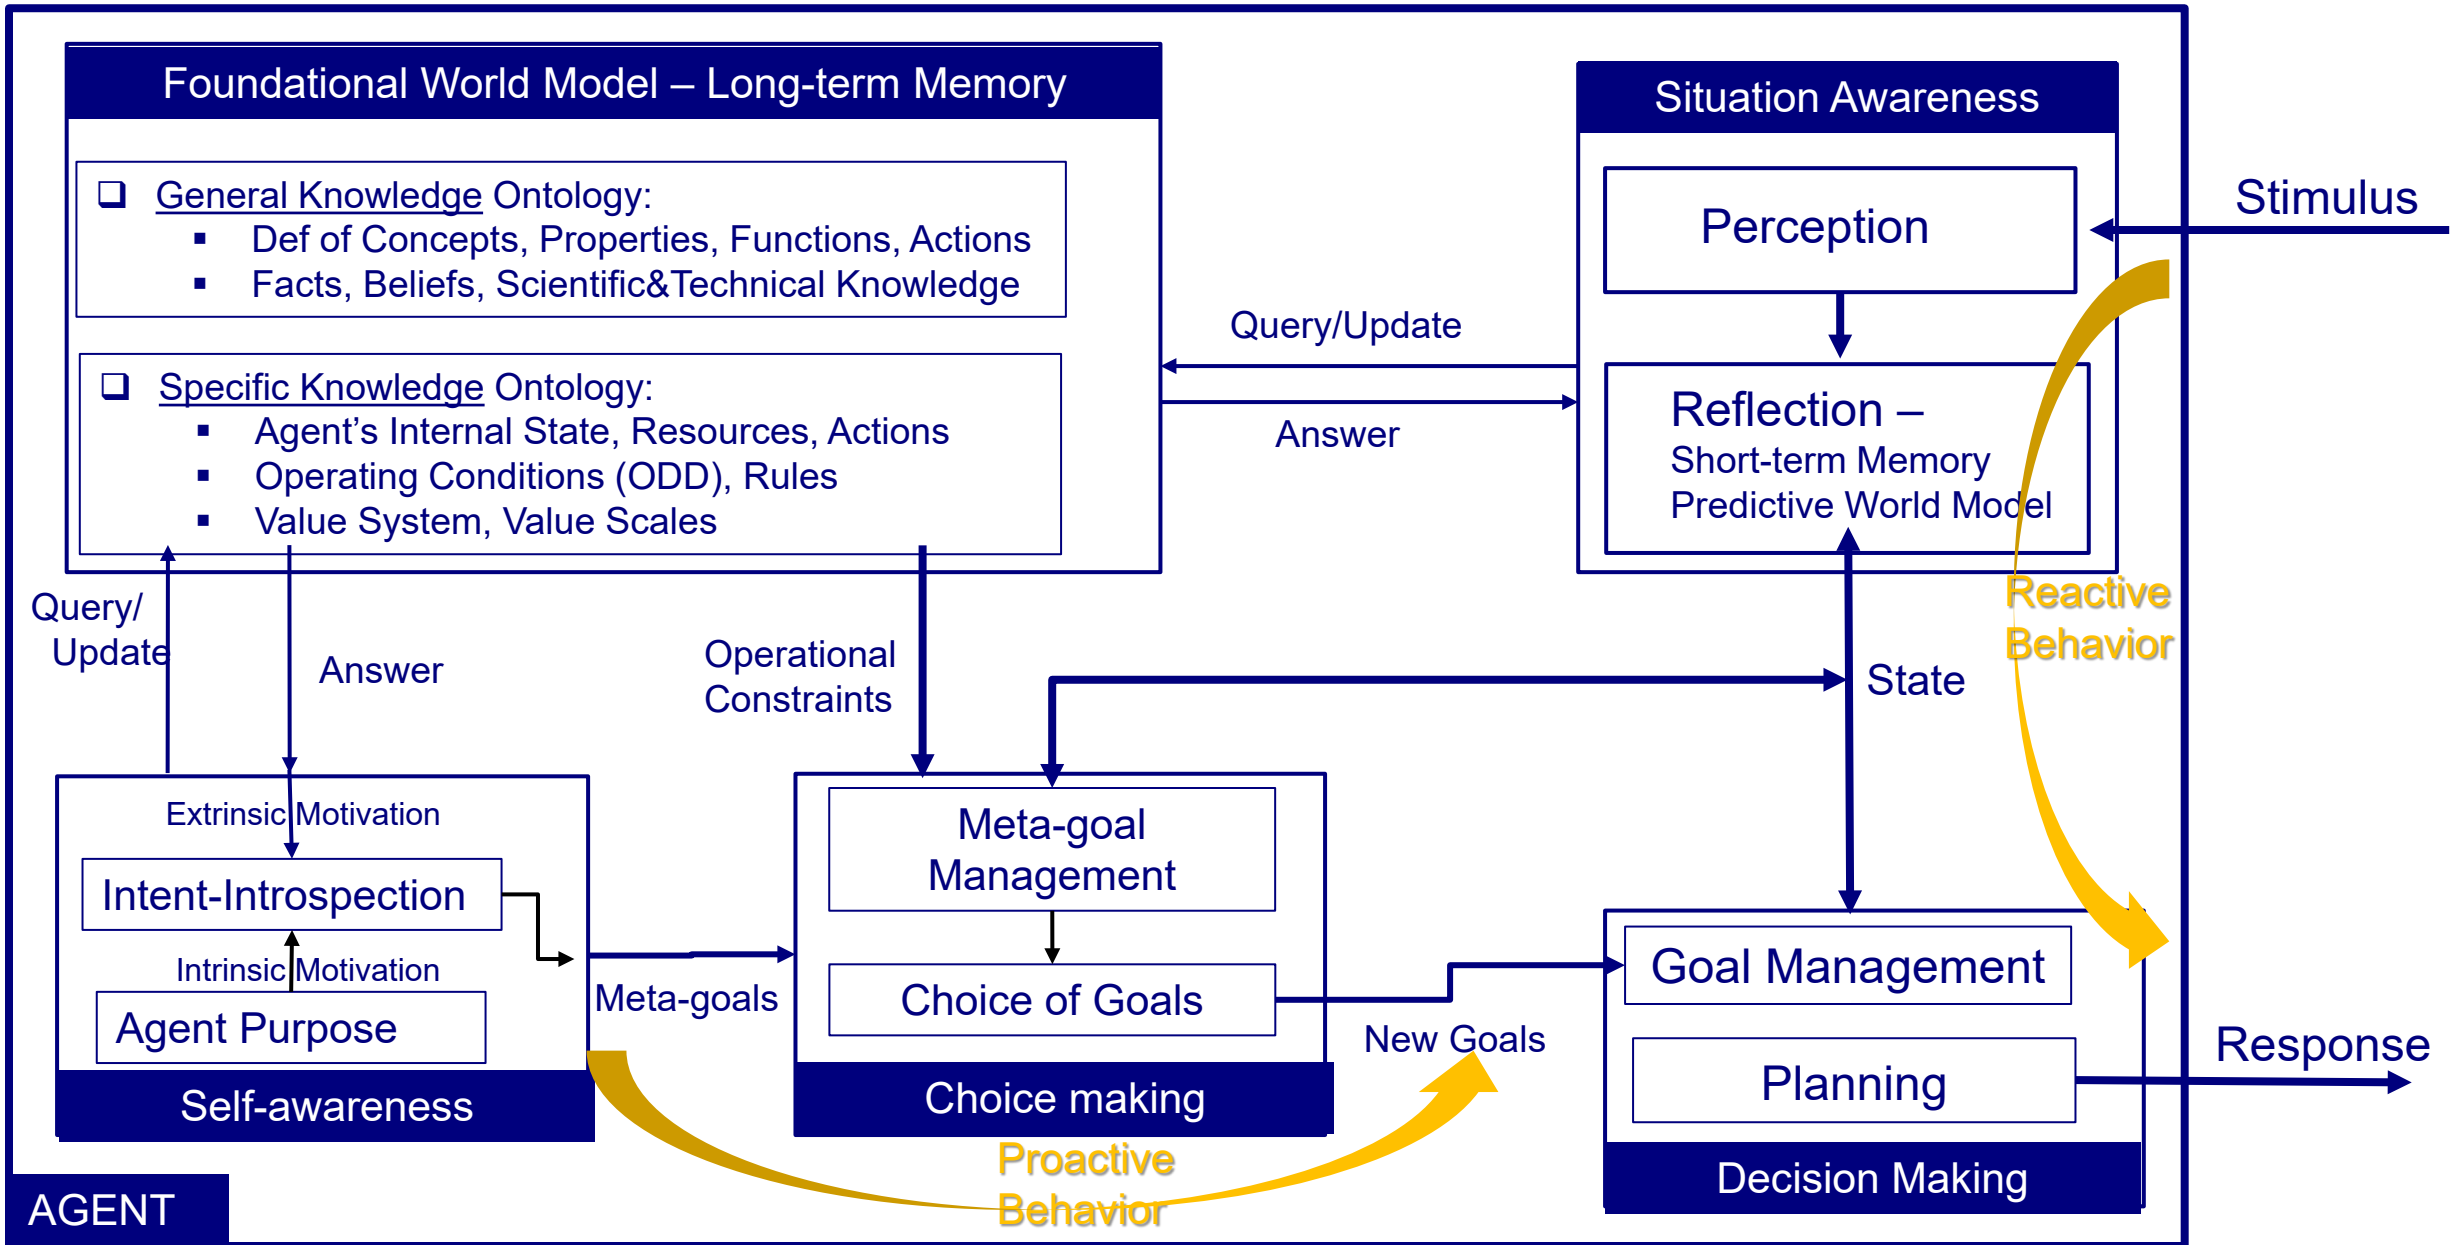 Foundational World Model – Long-term Memory
General Knowledge Ontology:
Def of Concepts, Properties, Functions, Actions
Facts, Beliefs, Scientific&Technical Knowledge
Specific Knowledge Ontology:
Agent’s Internal State, Resources, Actions
Operating Conditions (ODD), Rules
Value System, Value Scales
Situation Awareness
Perception
Reflection –
Short-term Memory
Predictive World Model
Stimulus
Query/Update
Answer
Query/
Update
Answer
Operational
Constraints
State
Reactive
Behavior
Extrinsic Motivation
Intent-Introspection
Intrinsic Motivation
Agent Purpose
Self-awareness
Meta-goals
Meta-goal
Management
Choice of Goals
Choice making
New Goals
Goal Management
Planning
Decision Making
Response
Proactive
Behavior
AGENT